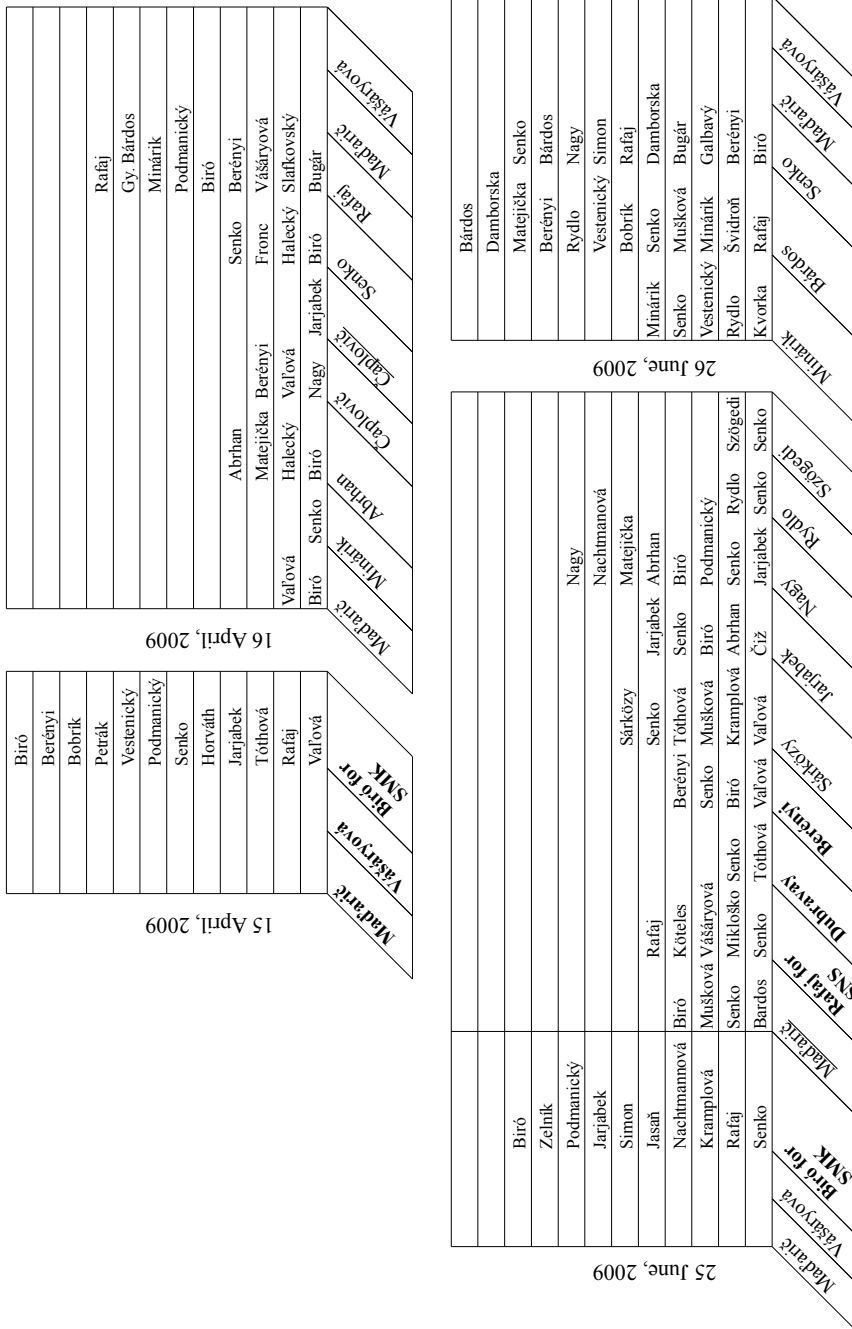 15 April, 2009
Biró
Berényi
Bobrík
Petrák
Vestenický
Podmanický
Senko
Horváth
Jarjabek
Tóthová
Rafaj
Vaľová
Maďarič
Vášáryová
Biró for
SMK
16 April, 2009
Rafaj
Gy. Bárdos
Minárik
Podmanický
Biró
Abrhan Senko Berényi
Matejička Berényi Fronc Vášáryová
Vaľová Halecký Vaľová Halecký Slafkovský
Biró Senko Biró Nagy Jarjabek Biró Bugár
Maďarič
Minárik
Abrhan
Čaplovič
Čaplovič
Senko
Rafaj
Maďarič
Vášáryová
25 June, 2009
Biró
Zelník
Podmanický Nagy
Jarjabek Nachtmanová
Simon Sárközy Matejička
Jasaň Rafaj Senko Jarjabek Abrhan
Nachtmannová Biró Köteles Berényi Tóthová Senko Biró
Kramplová Mušková Vášáryová Senko Mušková Biró Podmanický
Rafaj Senko Mikloško Senko Biró Kramplová Abrhan Senko Rydlo Szögedi
Senko Bardos Senko Tóthová Vaľová Vaľová Čiž Jarjabek Senko Senko
Maďarič
Vášáryová
Biró for
SMK
Maďarič
Rafaj for
SNS
Dubravay
Berényi
Sárközy
Jarjabek
Nagy
Rydlo
Szögedi
26 June, 2009
Bárdos
Damborska
Matejička Senko
Berényi Bárdos
Rydlo Nagy
Vestenický Simon
Bobrík Rafaj
Minárik Senko Damborska
Senko Mušková Bugár
Vestenický Minárik Galbavý
Rydlo Švidroň Berényi
Kvorka Rafaj Biró
Minárik
Bárdos
Senko
Maďarič
Vášáryová